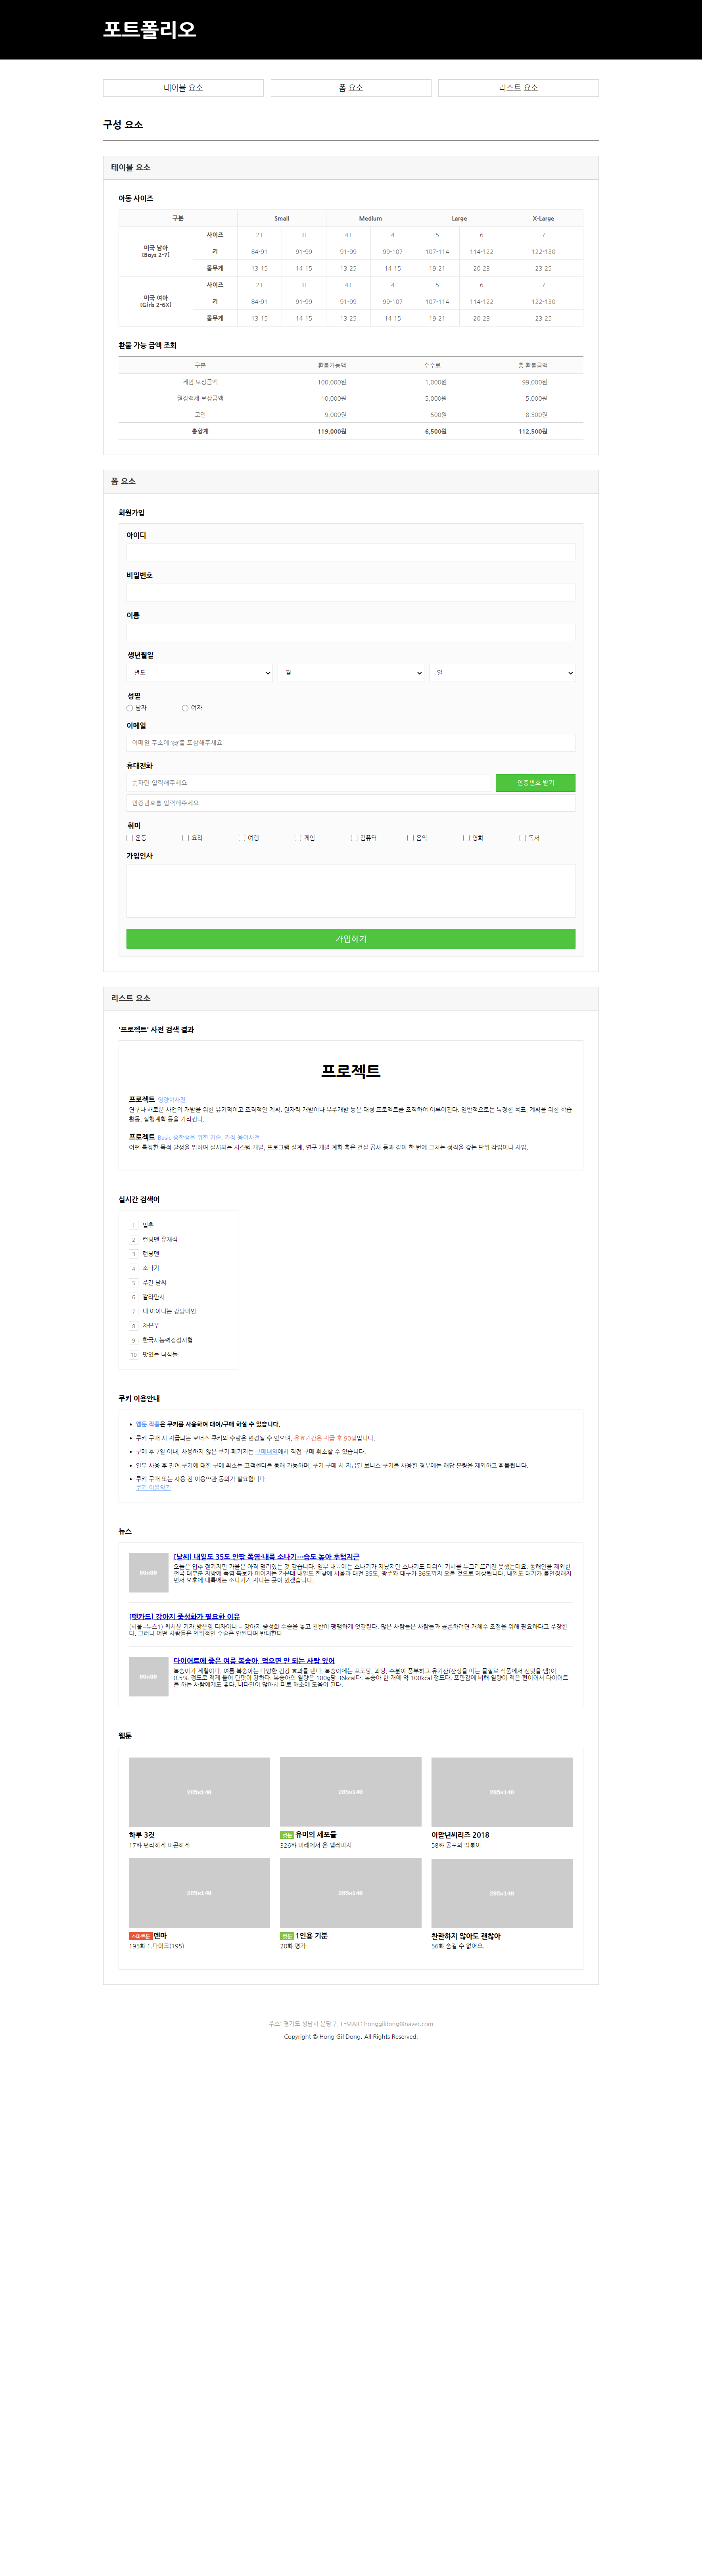 포트폴리오
테이블 요소 폼 요소 리스트 요소
구성 요소
테이블 요소
아동 사이즈
구분 Small Medium Large X-Large
미국 남아 (Boys 2-7)
사이즈 2T 3T 4T 4 5 6 7
키 84-91 91-99 91-99 99-107 107-114 114-122 122-130
몸무게 13-15 14-15 13-25 14-15 19-21 20-23 23-25
미국 여아 (Girls 2-6X)
사이즈 2T 3T 4T 4 5 6 7
키 84-91 91-99 91-99 99-107 107-114 114-122 122-130
몸무게 13-15 14-15 13-25 14-15 19-21 20-23 23-25
환불 가능 금액 조회
구분 환불가능액 수수료 총 환불금액
게임 보상금액 100,000원 1,000원 99,000원
월정액제 보상금액 10,000원 5,000원 5,000원
코인 9,000원 500원 8,500원
총합계 119,000원 6,500원 112,500원
폼 요소
회원가입
아이디
비밀번호
이름
생년월일
년도 월 일
성별
남자 여자
이메일
이메일 주소에 '@'를 포함해주세요.
휴대전화
숫자만 입력해주세요. 인증번호 받기
인증번호를 입력해주세요.
취미
운동 요리 여행 게임 컴퓨터 음악 영화 독서
가입인사
가입하기
리스트 요소
'프로젝트' 사전 검색 결과
프로젝트
프로젝트 영양학사전
연구나 새로운 사업의 개발을 위한 유기적이고 조직적인 계획. 원자력 개발이나 우주개발 등은 대형 프로젝트를 조직하여 이루어진다. 일반적으로는 특정한 목표, 계획을 위한 학습
활동, 실행계획 등을 가리킨다.
프로젝트 Basic 중학생을 위한 기술, 가정 용어사전
어떤 특정한 목적 달성을 위하여 실시되는 시스템 개발, 프로그램 설계, 연구 개발 계획 혹은 건설 공사 등과 같이 한 번에 그치는 성격을 갖는 단위 작업이나 사업.
실시간 검색어
1 입추
2 런닝맨 유재석
3 런닝맨
4 소나기
5 주간 날씨
6 깔라만시
7 내 아이디는 강남미인
8 차은우
9 한국사능력검정시험
10 맛있는 녀석들
쿠키 이용안내
웹툰 작품은 쿠키를 사용하여 대여/구매 하실 수 있습니다.
쿠키 구매 시 지급되는 보너스 쿠키의 수량은 변경될 수 있으며, 유효기간은 지급 후 90일입니다.
구매 후 7일 이내, 사용하지 않은 쿠키 패키지는 구매내역에서 직접 구매 취소할 수 있습니다.
일부 사용 후 잔여 쿠키에 대한 구매 취소는 고객센터를 통해 가능하며, 쿠키 구매 시 지급된 보너스 쿠키를 사용한 경우에는 해당 분량을 제외하고 환불됩니다.
쿠키 구매 또는 사용 전 이용약관 동의가 필요합니다.
쿠키 이용약관
뉴스
80x80
[날씨] 내일도 35도 안팎 폭염·내륙 소나기…습도 높아 후텁지근
오늘은 입추 절기지만 가을은 아직 멀리있는 것 같습니다. 일부 내륙에는 소나기가 지났지만 소나기도 더위의 기세를 누그러뜨리진 못했는데요. 동해안을 제외한
전국 대부분 지방에 폭염 특보가 이어지는 가운데 내일도 한낮에 서울과 대전 35도, 광주와 대구가 36도까지 오를 것으로 예상됩니다. 내일도 대기가 불안정해지
면서 오후에 내륙에는 소나기가 지나는 곳이 있겠습니다.
[펫카드] 강아지 중성화가 필요한 이유
(서울=뉴스1) 최서윤 기자,방은영 디자이너 = 강아지 중성화 수술을 놓고 찬반이 팽팽하게 엇갈린다. 많은 사람들은 사람들과 공존하려면 개체수 조절을 위해 필요하다고 주장한
다. 그러나 어떤 사람들은 인위적인 수술은 안된다며 반대한다
80x80
다이어트에 좋은 여름 복숭아, 먹으면 안 되는 사람 있어
복숭아가 제철이다. 여름 복숭아는 다양한 건강 효과를 낸다. 복숭아에는 포도당, 과당, 수분이 풍부하고 유기산(산성을 띠는 물질로 식품에서 신맛을 냄)이
0.5% 정도로 적게 들어 단맛이 강하다. 복숭아의 열량은 100g당 36kcal다. 복숭아 한 개에 약 100kcal 정도다. 포만감에 비해 열량이 적은 편이어서 다이어트
를 하는 사람에게도 좋다. 비타민이 많아서 피로 해소에 도움이 된다.
웹툰
285x140 285x140 285x140
하루 3컷 컷툰 유미의 세포들 이말년씨리즈 2018
17화 편리하게 피곤하게 326화 미래에서 온 텔레파시 58화 공포의 떡볶이
285x140 285x140 285x140
스마트툰 덴마 컷툰 1인용 기분 찬란하지 않아도 괜찮아
195화 1.다이크(195) 20화 평가 56화 숨길 수 없어요.
주소: 경기도 성남시 분당구, E-MAIL: honggildong@naver.com
Copyright © Hong Gil Dong. All Rights Reserved.